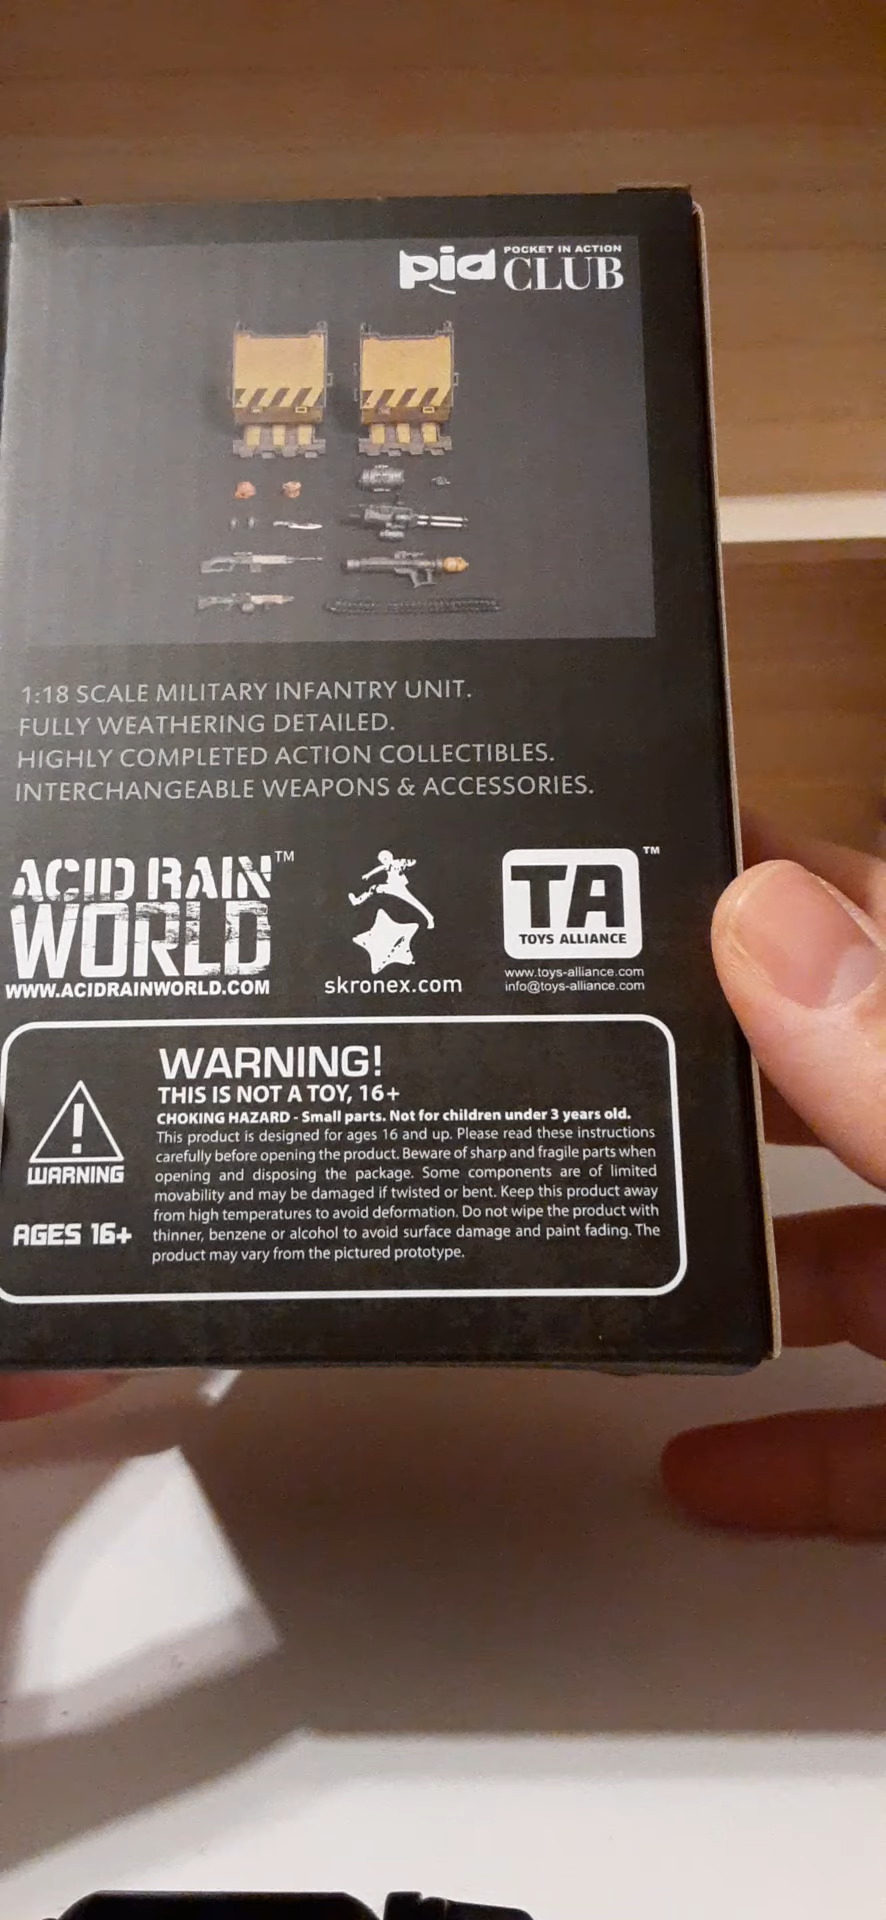 pia POCKET IN ACTION CLUB
1:18 SCALE MILITARY INFANTRY UNIT.
FULLY WEATHERING DETAILED.
HIGHLY COMPLETED ACTION COLLECTIBLES.
INTERCHANGEABLE WEAPONS & ACCESSORIES.
ACID RAIN™
WORLD
WWW.ACIDRAINWORLD.COM
skronex.com
TA™
TOYS ALLIANCE
www.toys-alliance.com
info@toys-alliance.com
WARNING!
THIS IS NOT A TOY, 16+
CHOKING HAZARD - Small parts. Not for children under 3 years old.
This product is designed for ages 16 and up. Please read these instructions
carefully before opening the product. Beware of sharp and fragile parts when
opening and disposing the package. Some components are of limited
movability and may be damaged if twisted or bent. Keep this product away
from high temperatures to avoid deformation. Do not wipe the product with
thinner, benzene or alcohol to avoid surface damage and paint fading. The
product may vary from the pictured prototype.
WARNING
AGES 16+